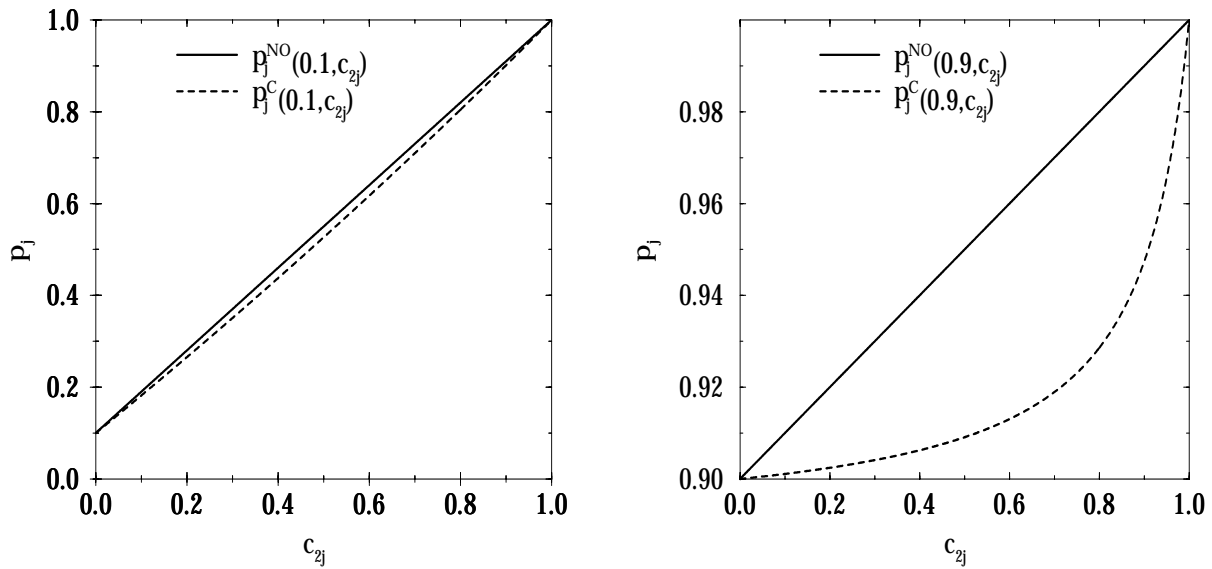 1.0
0.8
0.6
0.4
0.2
0.0
p_j
p_j^NO(0.1,c_2j)
p_j^C(0.1,c_2j)
0.0 0.2 0.4 0.6 0.8 1.0
c_2j
0.98
0.96
0.94
0.92
0.90
p_j
p_j^NO(0.9,c_2j)
p_j^C(0.9,c_2j)
0.0 0.2 0.4 0.6 0.8 1.0
c_2j